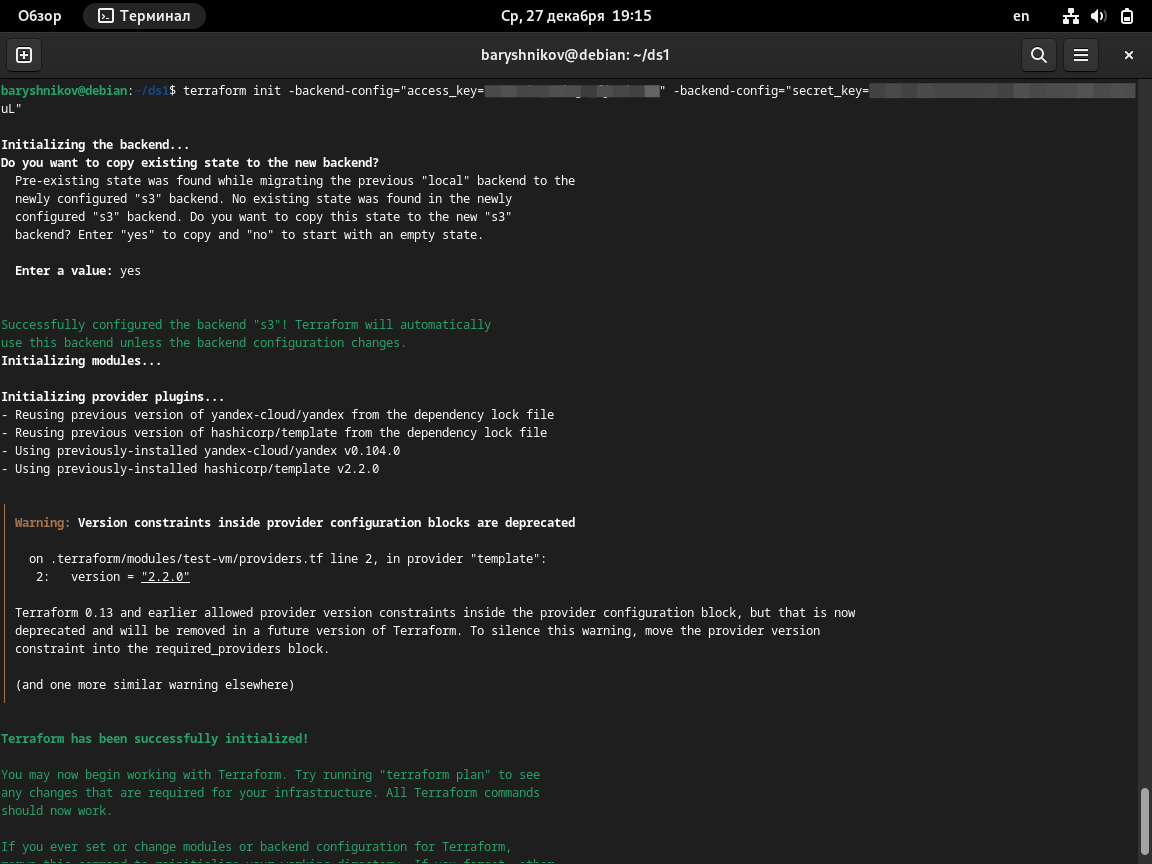 Обзор
Терминал
Ср, 27 декабря 19:15
en
baryshnikov@debian: ~/ds1
baryshnikov@debian:~/ds1$ terraform init -backend-config="access_key=" -backend-config="secret_key=
uL"
Initializing the backend...
Do you want to copy existing state to the new backend?
Pre-existing state was found while migrating the previous "local" backend to the
newly configured "s3" backend. No existing state was found in the newly
configured "s3" backend. Do you want to copy this state to the new "s3"
backend? Enter "yes" to copy and "no" to start with an empty state.
Enter a value: yes
Successfully configured the backend "s3"! Terraform will automatically
use this backend unless the backend configuration changes.
Initializing modules...
Initializing provider plugins...
- Reusing previous version of yandex-cloud/yandex from the dependency lock file
- Reusing previous version of hashicorp/template from the dependency lock file
- Using previously-installed yandex-cloud/yandex v0.104.0
- Using previously-installed hashicorp/template v2.2.0
Warning: Version constraints inside provider configuration blocks are deprecated
on .terraform/modules/test-vm/providers.tf line 2, in provider "template":
2:   version = "2.2.0"
Terraform 0.13 and earlier allowed provider version constraints inside the provider configuration block, but that is now
deprecated and will be removed in a future version of Terraform. To silence this warning, move the provider version
constraint into the required_providers block.
(and one more similar warning elsewhere)
Terraform has been successfully initialized!
You may now begin working with Terraform. Try running "terraform plan" to see
any changes that are required for your infrastructure. All Terraform commands
should now work.
If you ever set or change modules or backend configuration for Terraform,
rerun this command to reinitialize your working directory. If you forget, other